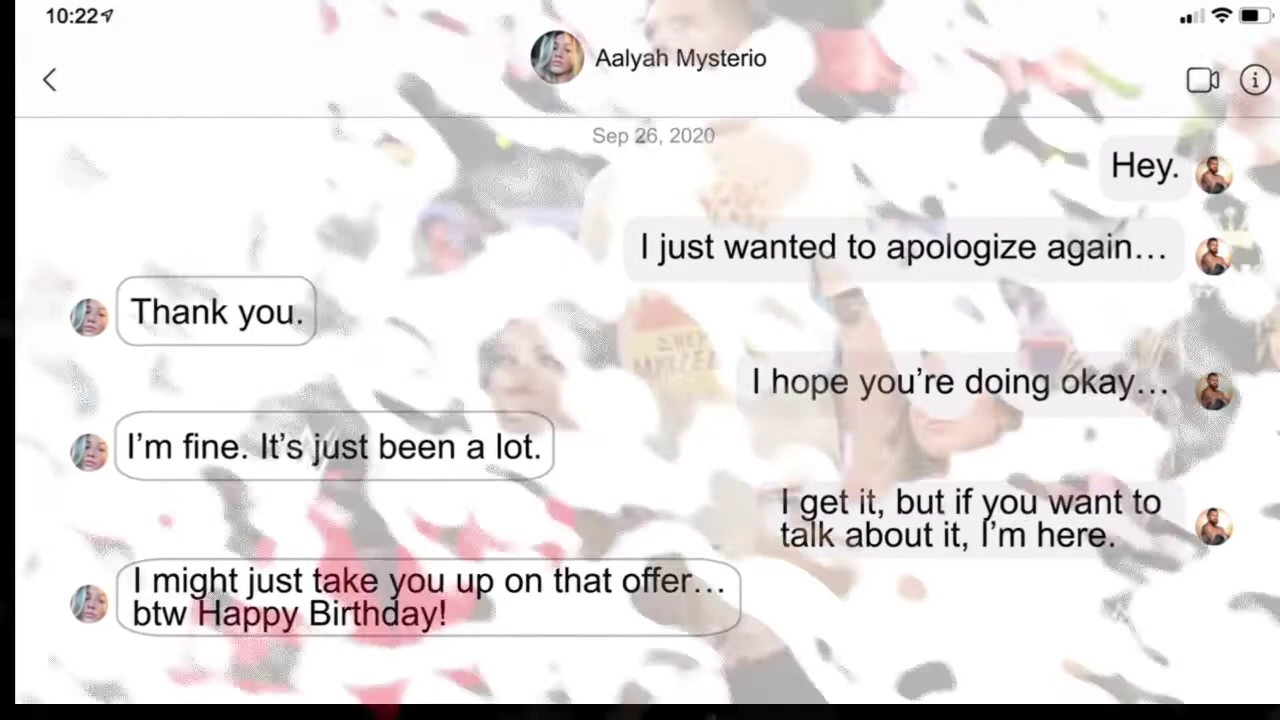 10:22
Aalyah Mysterio
Sep 26, 2020
Hey.
I just wanted to apologize again…
Thank you.
I hope you’re doing okay…
I’m fine. It’s just been a lot.
I get it, but if you want to
talk about it, I’m here.
I might just take you up on that offer…
btw Happy Birthday!